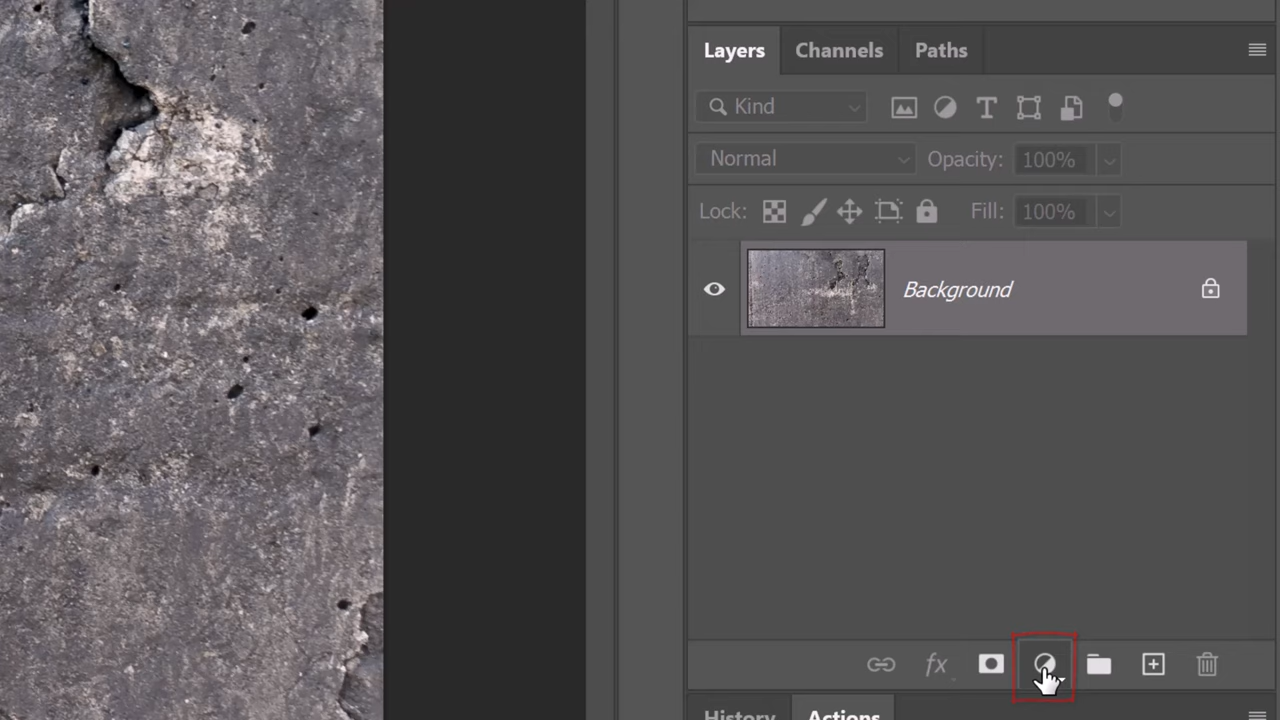 Layers Channels Paths
Kind
Normal Opacity: 100%
Lock: Fill: 100%
Background
fx
History Actions